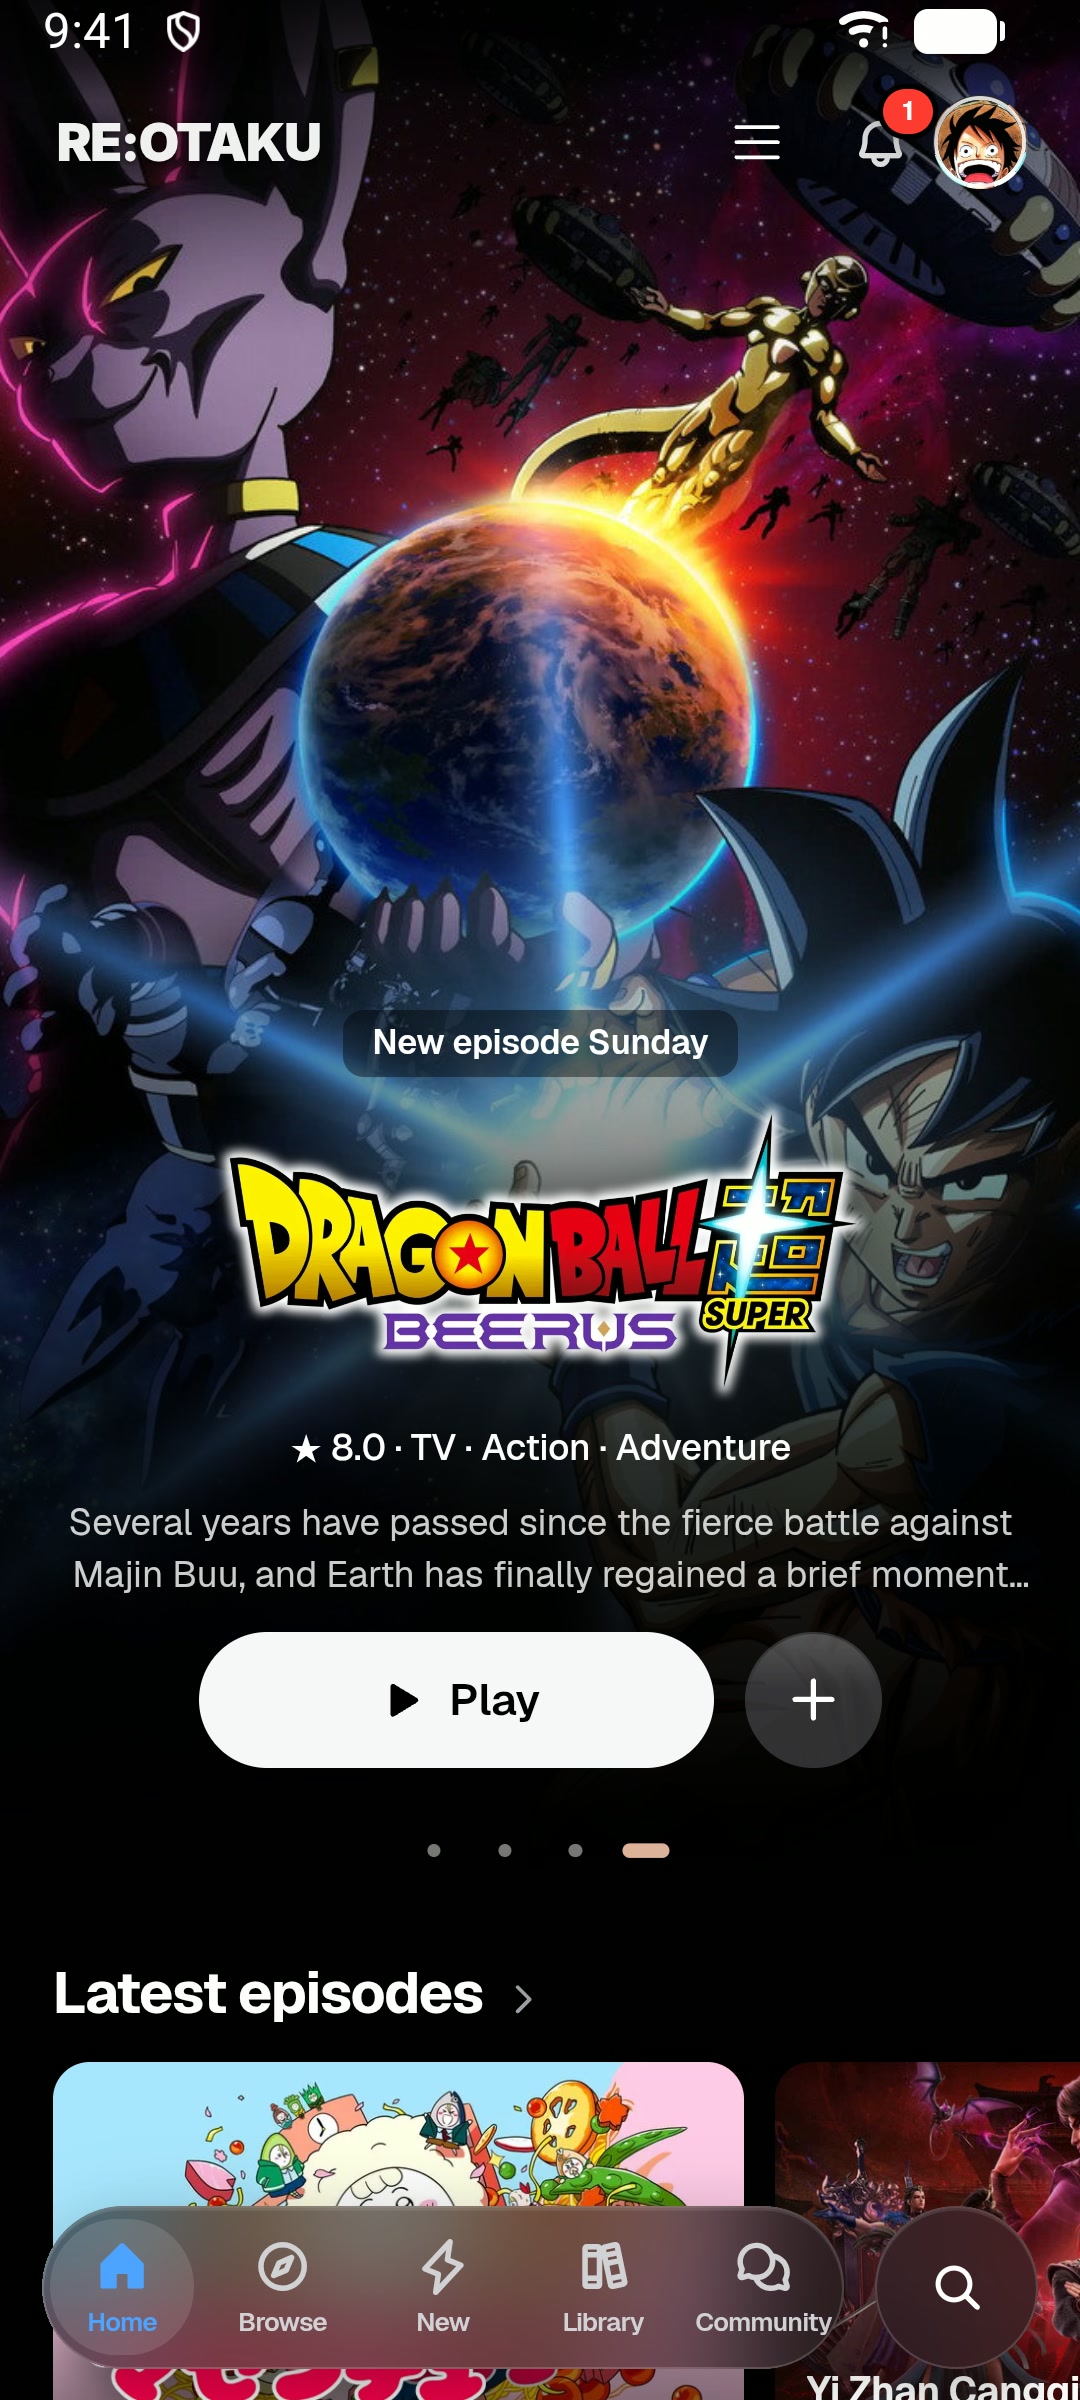 9:41
RE:OTAKU
1
New episode Sunday
DRAGON BALL 超
SUPER
BEERUS
★ 8.0 · TV · Action · Adventure
Several years have passed since the fierce battle against
Majin Buu, and Earth has finally regained a brief moment...
Play
Latest episodes
Home
Browse
New
Library
Community